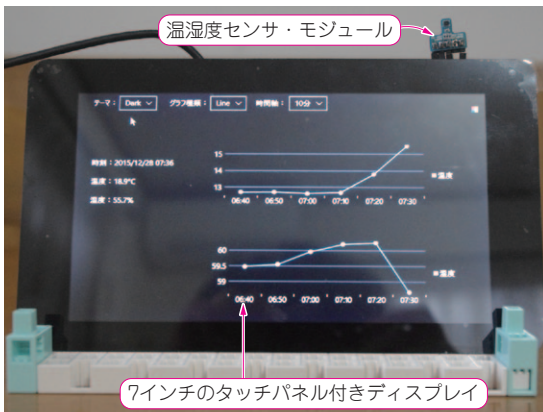 温湿度センサ・モジュール
テーマ： Dark グラフ種類： Line 時間軸： 10分
時刻：2015/12/28 07:36
温度：18.9℃
湿度：55.7%
15
14
13
06:40 06:50 07:00 07:10 07:20 07:30
温度
60
59.5
59
06:40 06:50 07:00 07:10 07:20 07:30
湿度
7インチのタッチパネル付きディスプレイ